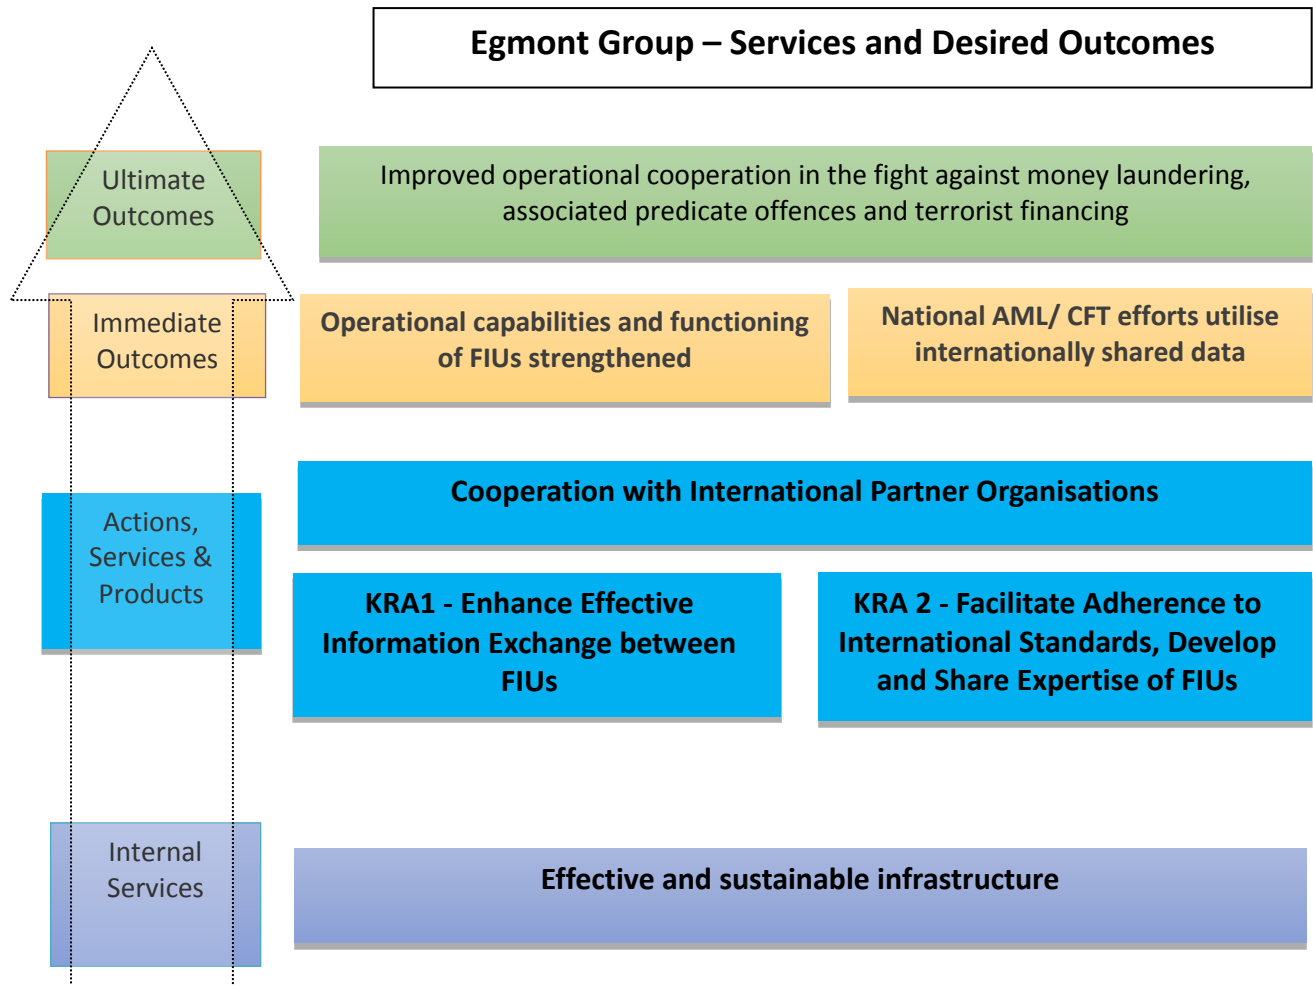 Egmont Group – Services and Desired Outcomes
Ultimate
Outcomes
Improved operational cooperation in the fight against money laundering,
associated predicate offences and terrorist financing
Immediate
Outcomes
Operational capabilities and functioning
of FIUs strengthened
National AML/ CFT efforts utilise
internationally shared data
Actions,
Services &
Products
Cooperation with International Partner Organisations
KRA1 - Enhance Effective
Information Exchange between
FIUs
KRA 2 - Facilitate Adherence to
International Standards, Develop
and Share Expertise of FIUs
Internal
Services
Effective and sustainable infrastructure